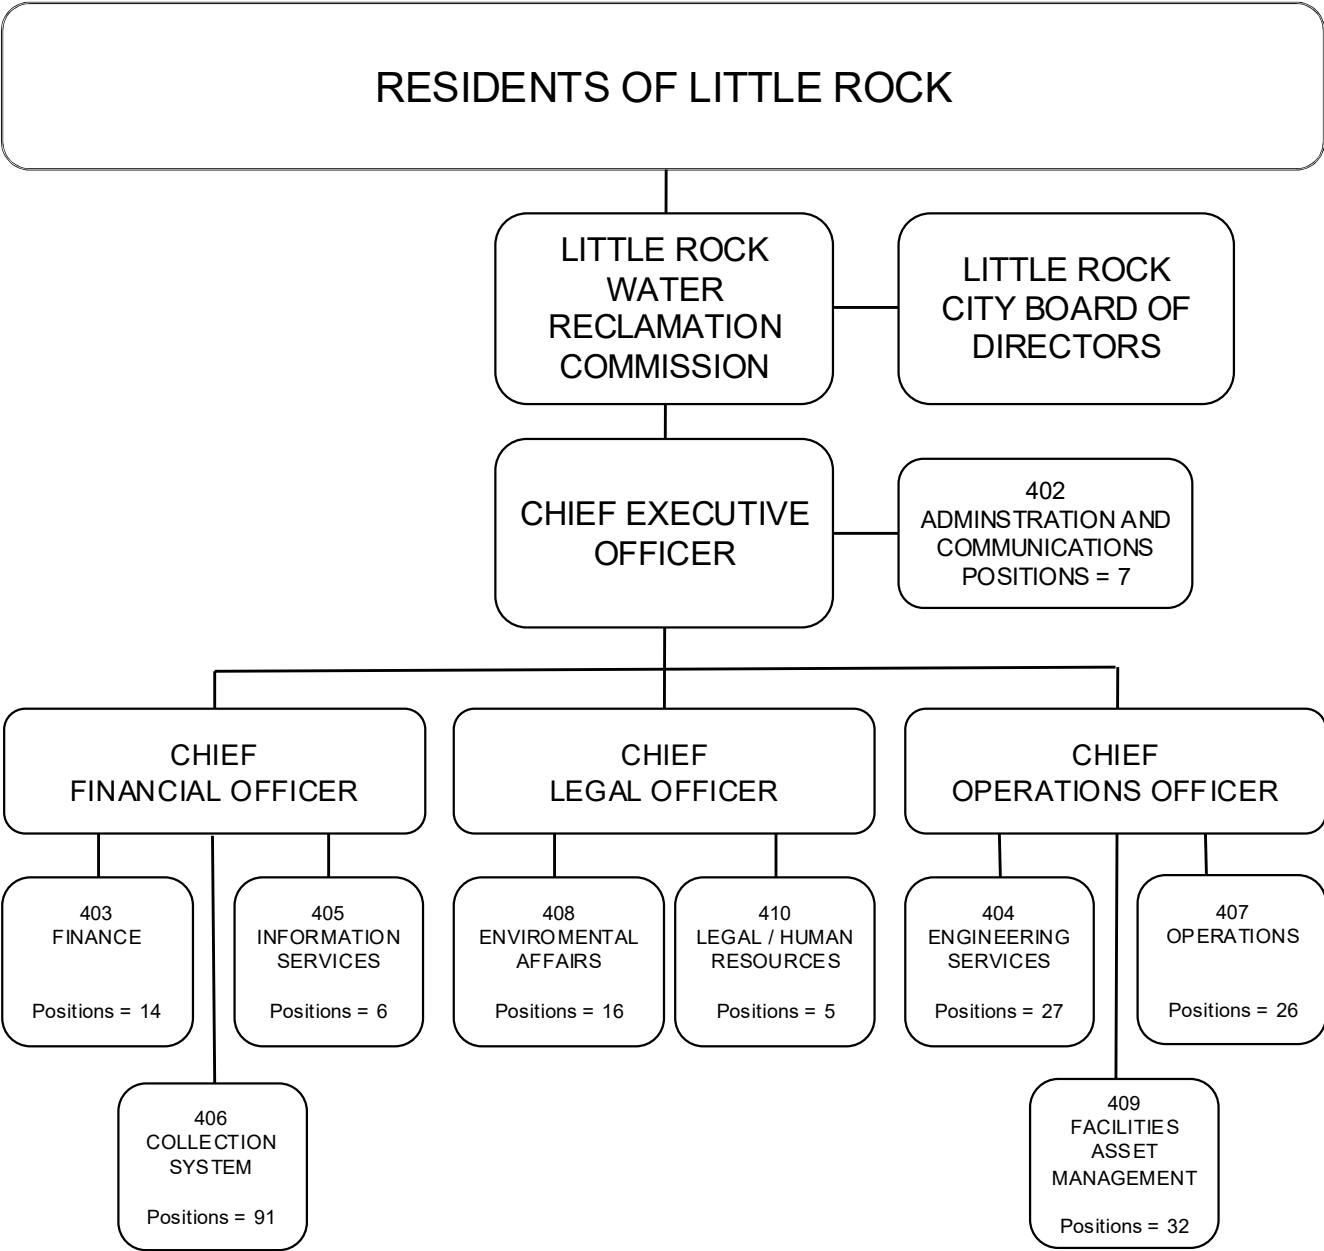 RESIDENTS OF LITTLE ROCK
LITTLE ROCK
WATER
RECLAMATION
COMMISSION
LITTLE ROCK
CITY BOARD OF
DIRECTORS
CHIEF EXECUTIVE
OFFICER
402
ADMINSTRATION AND
COMMUNICATIONS
POSITIONS = 7
CHIEF
FINANCIAL OFFICER
CHIEF
LEGAL OFFICER
CHIEF
OPERATIONS OFFICER
403
FINANCE
Positions = 14
405
INFORMATION
SERVICES
Positions = 6
408
ENVIROMENTAL
AFFAIRS
Positions = 16
410
LEGAL / HUMAN
RESOURCES
Positions = 5
404
ENGINEERING
SERVICES
Positions = 27
407
OPERATIONS
Positions = 26
406
COLLECTION
SYSTEM
Positions = 91
409
FACILITIES
ASSET
MANAGEMENT
Positions = 32